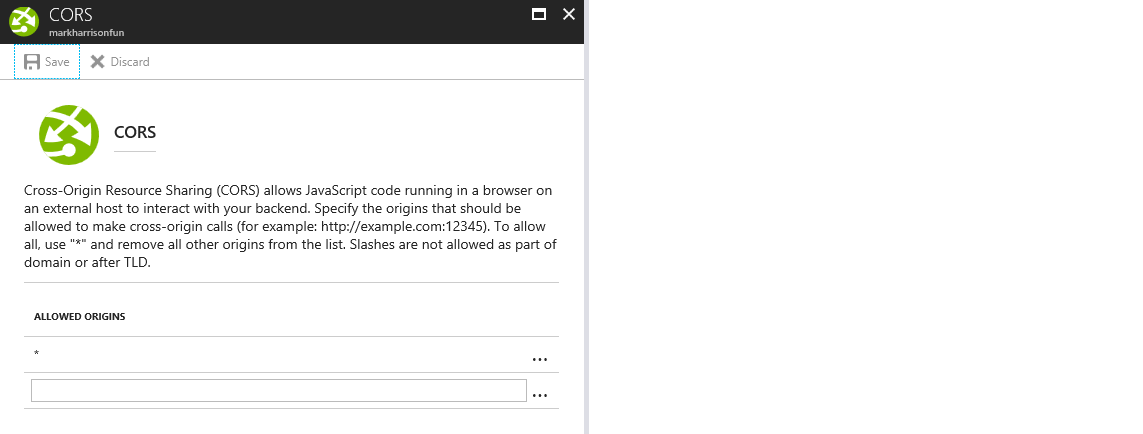 CORS
markharrisonfun
Save Discard
CORS
Cross-Origin Resource Sharing (CORS) allows JavaScript code running in a browser on
an external host to interact with your backend. Specify the origins that should be
allowed to make cross-origin calls (for example: http://example.com:12345). To allow
all, use "*" and remove all other origins from the list. Slashes are not allowed as part of
domain or after TLD.
ALLOWED ORIGINS
* ...
...